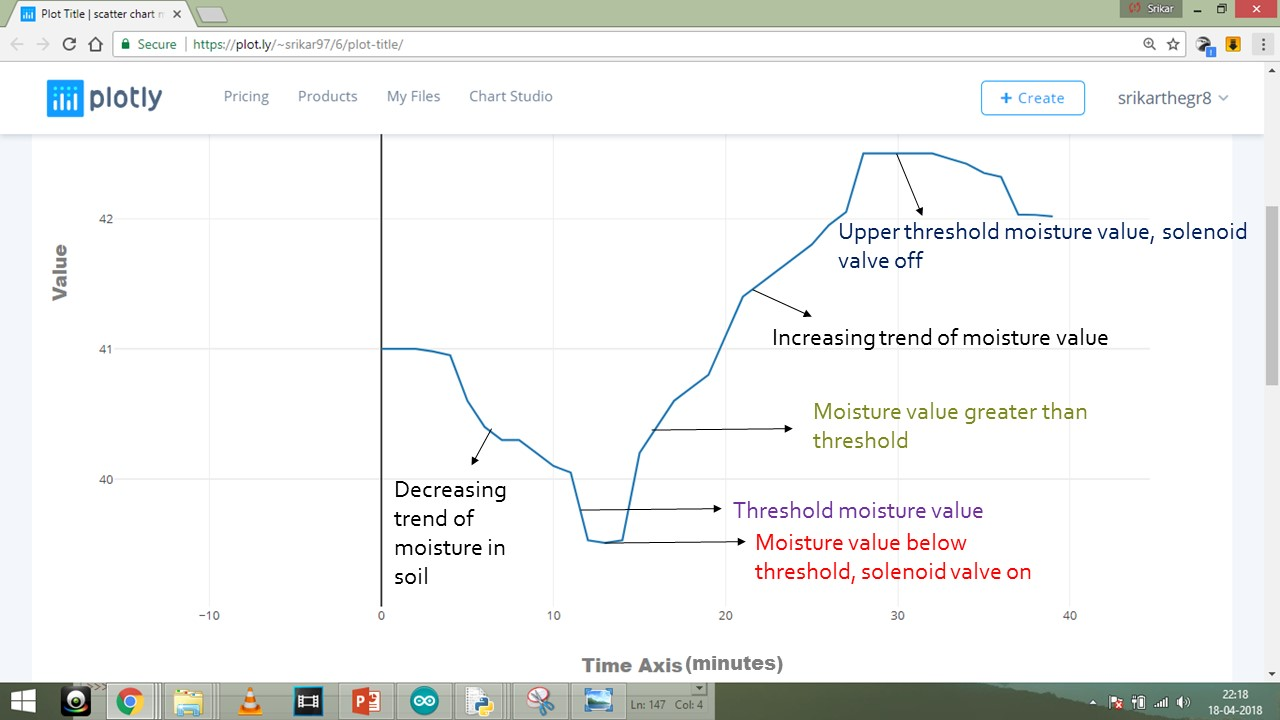 Plot Title | scatter chart m
Srikar
Secure
https://plot.ly/~srikar97/6/plot-title/
plotly
Pricing
Products
My Files
Chart Studio
+ Create
srikarthegr8
42
41
40
Value
Upper threshold moisture value, solenoid
valve off
Increasing trend of moisture value
Moisture value greater than
threshold
Decreasing
trend of
moisture in
soil
Threshold moisture value
Moisture value below
threshold, solenoid valve on
−10
0
10
20
30
40
Time Axis (minutes)
>>>
Ln: 147 Col: 4
22:18
18-04-2018